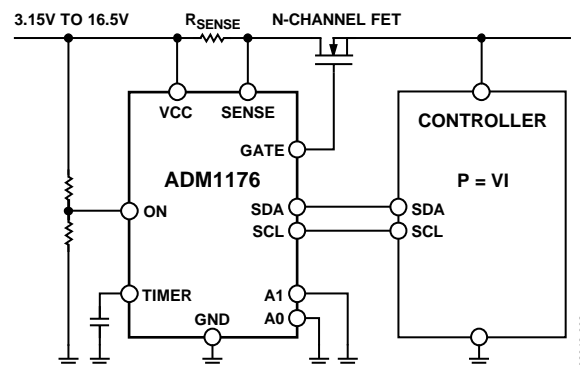 3.15V TO 16.5V
RSENSE
N-CHANNEL FET
VCC
SENSE
GATE
ADM1176
ON
SDA
SCL
TIMER
GND
A1
A0
CONTROLLER
P = VI
SDA
SCL